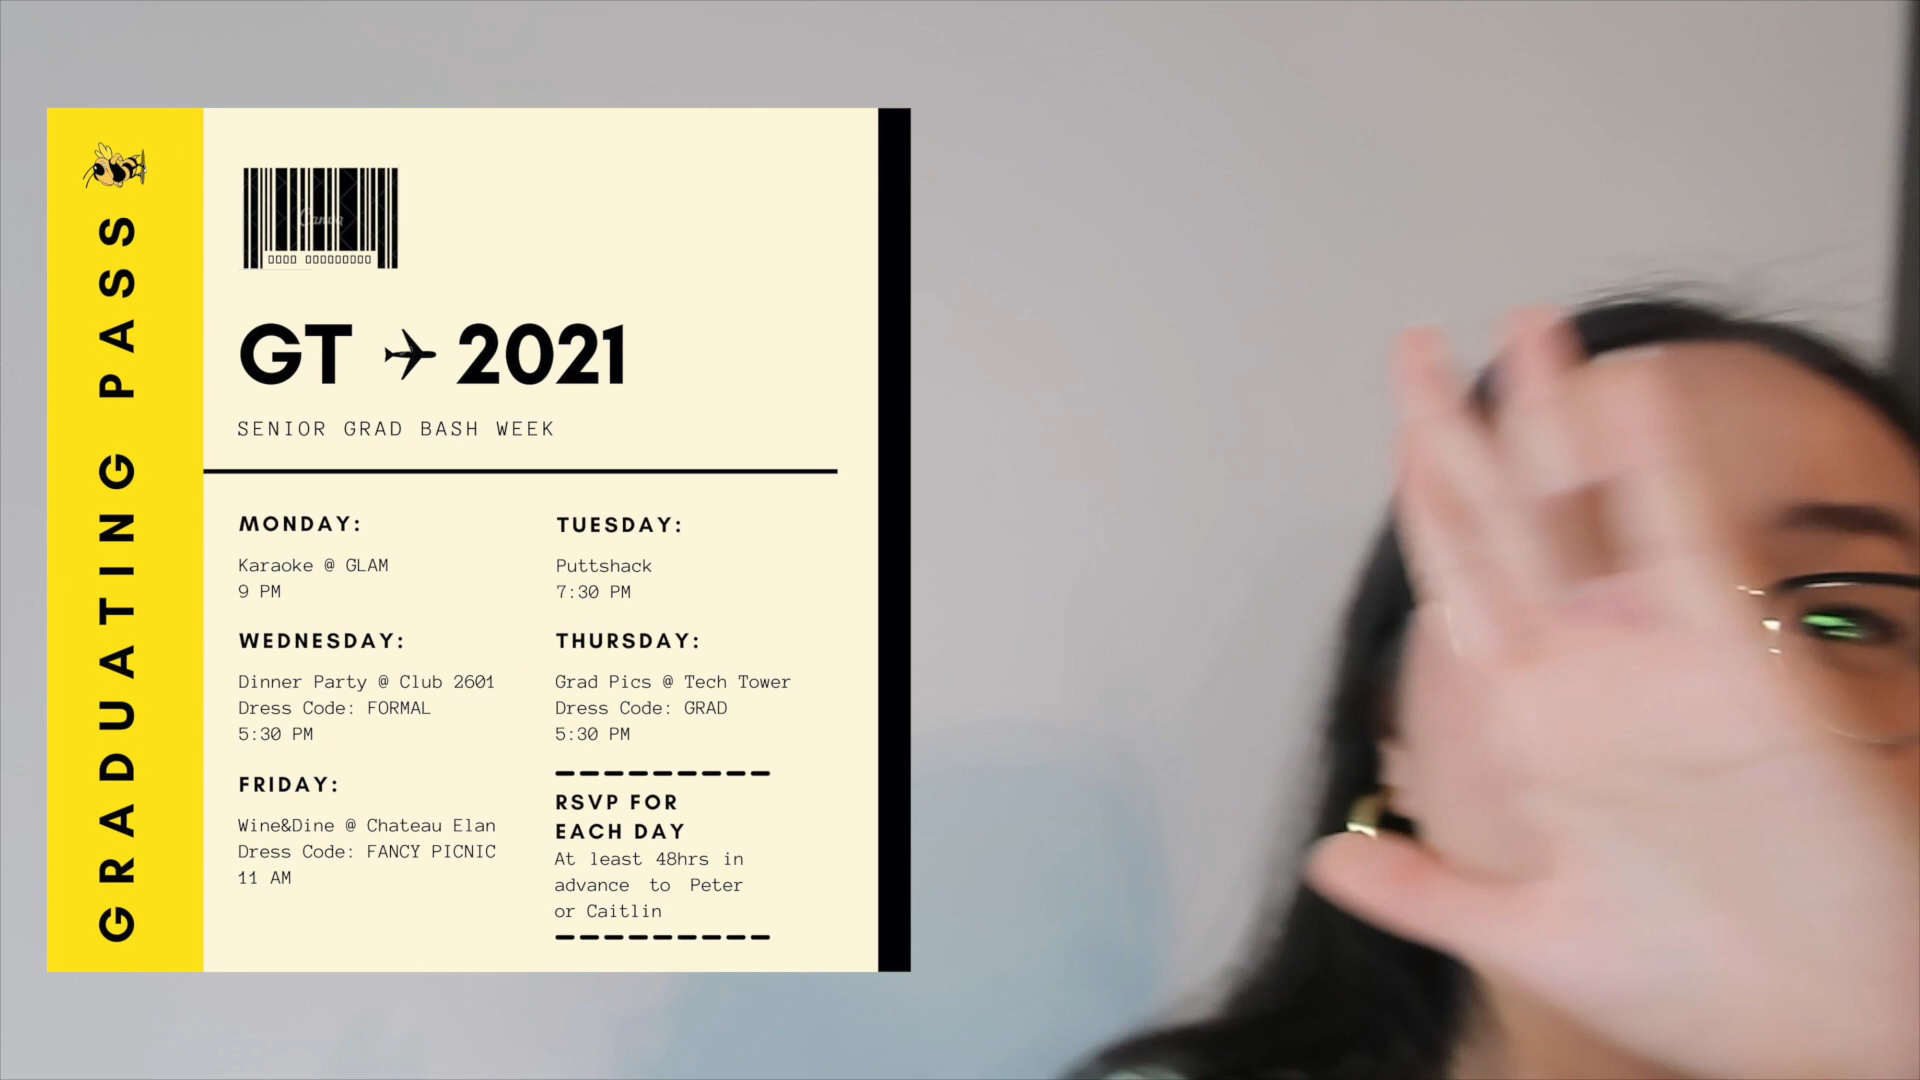 GRADUATING PASS
GT 2021
SENIOR GRAD BASH WEEK
MONDAY:
Karaoke @ GLAM
9 PM
TUESDAY:
Puttshack
7:30 PM
WEDNESDAY:
Dinner Party @ Club 2601
Dress Code: FORMAL
5:30 PM
THURSDAY:
Grad Pics @ Tech Tower
Dress Code: GRAD
5:30 PM
FRIDAY:
Wine&Dine @ Chateau Elan
Dress Code: FANCY PICNIC
11 AM
RSVP FOR
EACH DAY
At least 48hrs in
advance to Peter
or Caitlin
Canva